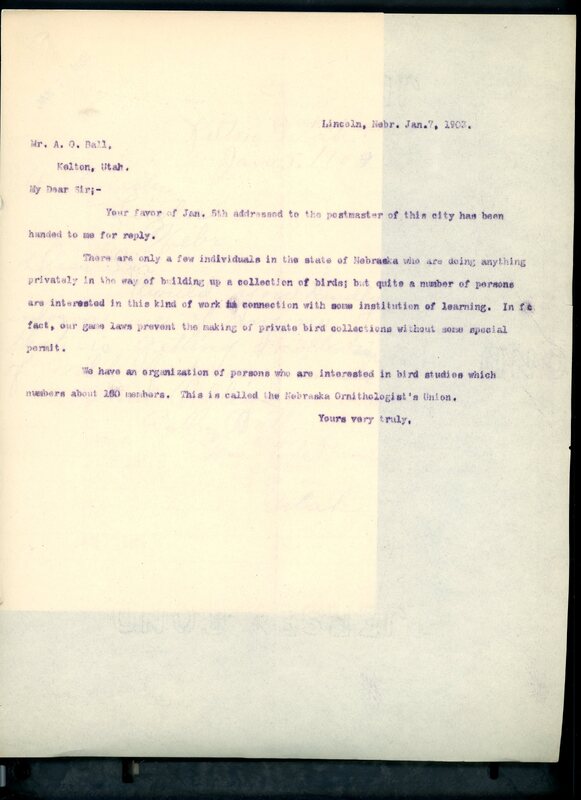 Lincoln, Nebr. Jan.7, 1903.
Mr. A. O. Ball,
Kelton, Utah.
My Dear Sir;-
Your favor of Jan. 5th addressed to the postmaster of this city has been
handed to me for reply.
There are only a few individuals in the state of Nebraska who are doing anything
privately in the way of building up a collection of birds; but quite a number of persons
are interested in this kind of work in connection with some institution of learning. In
fact, our game laws prevent the making of private bird collections without some special
permit.
We have an organization of persons who are interested in bird studies which
numbers about 180 members. This is called the Nebraska Ornithologist's Union.
Yours very truly,